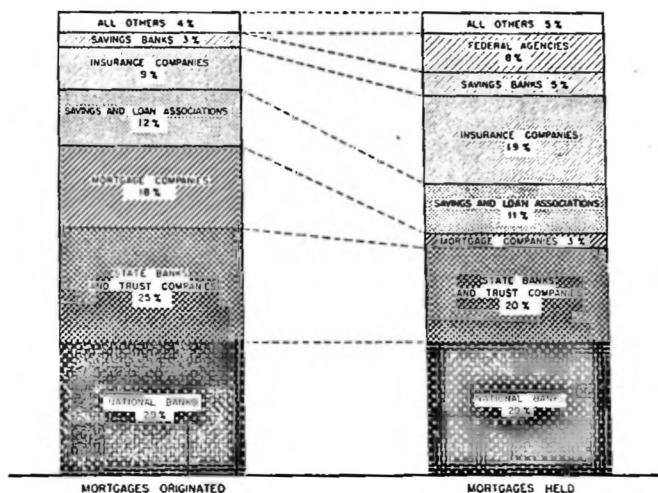 ALL OTHERS 4%
SAVINGS BANKS 3%
INSURANCE COMPANIES
9%
SAVINGS AND LOAN ASSOCIATIONS
12%
MORTGAGE COMPANIES
18%
STATE BANKS
AND TRUST COMPANIES
25%
NATIONAL BANKS
29%
MORTGAGES ORIGINATED
ALL OTHERS 5%
FEDERAL AGENCIES
8%
SAVINGS BANKS 5%
INSURANCE COMPANIES
19%
SAVINGS AND LOAN ASSOCIATIONS
11%
MORTGAGE COMPANIES 3%
STATE BANKS
AND TRUST COMPANIES
20%
NATIONAL BANKS
29%
MORTGAGES HELD